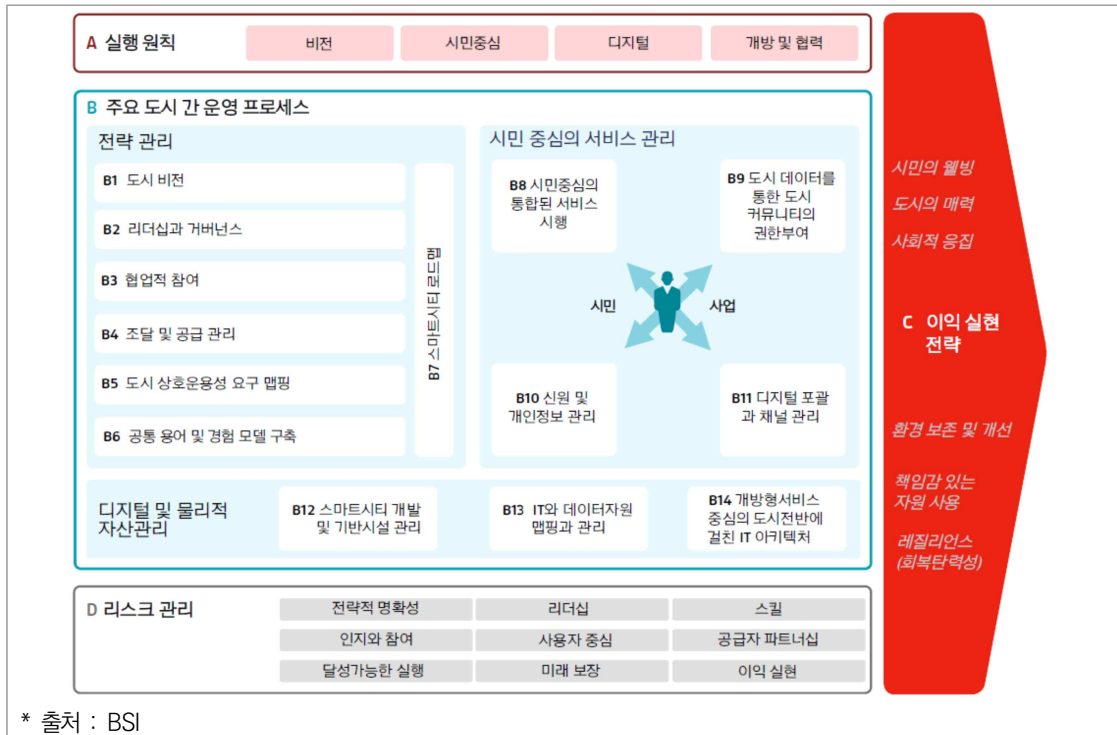 A 실행 원칙
비전
시민중심
디지털
개방 및 협력
B 주요 도시 간 운영 프로세스
전략 관리
B1 도시 비전
B2 리더십과 거버넌스
B3 협업적 참여
B4 조달 및 공급 관리
B5 도시 상호운용성 요구 맵핑
B6 공통 용어 및 경험 모델 구축
B7 스마트시티 로드맵
시민 중심의 서비스 관리
B8 시민중심의
통합된 서비스
시행
B9 도시 데이터를
통한 도시
커뮤니티의
권한부여
시민
사업
B10 신원 및
개인정보 관리
B11 디지털 포괄
과 채널 관리
디지털 및 물리적
자산관리
B12 스마트시티 개발
및 기반시설 관리
B13 IT와 데이터자원
맵핑과 관리
B14 개방형서비스
중심의 도시전반에
걸친 IT 아키텍처
시민의 웰빙
도시의 매력
사회적 응집
C 이익 실현
전략
환경 보존 및 개선
책임감 있는
자원 사용
레질리언스
(회복탄력성)
D 리스크 관리
전략적 명확성
리더십
스킬
인지와 참여
사용자 중심
공급자 파트너십
달성가능한 실행
미래 보장
이익 실현
* 출처 : BSI